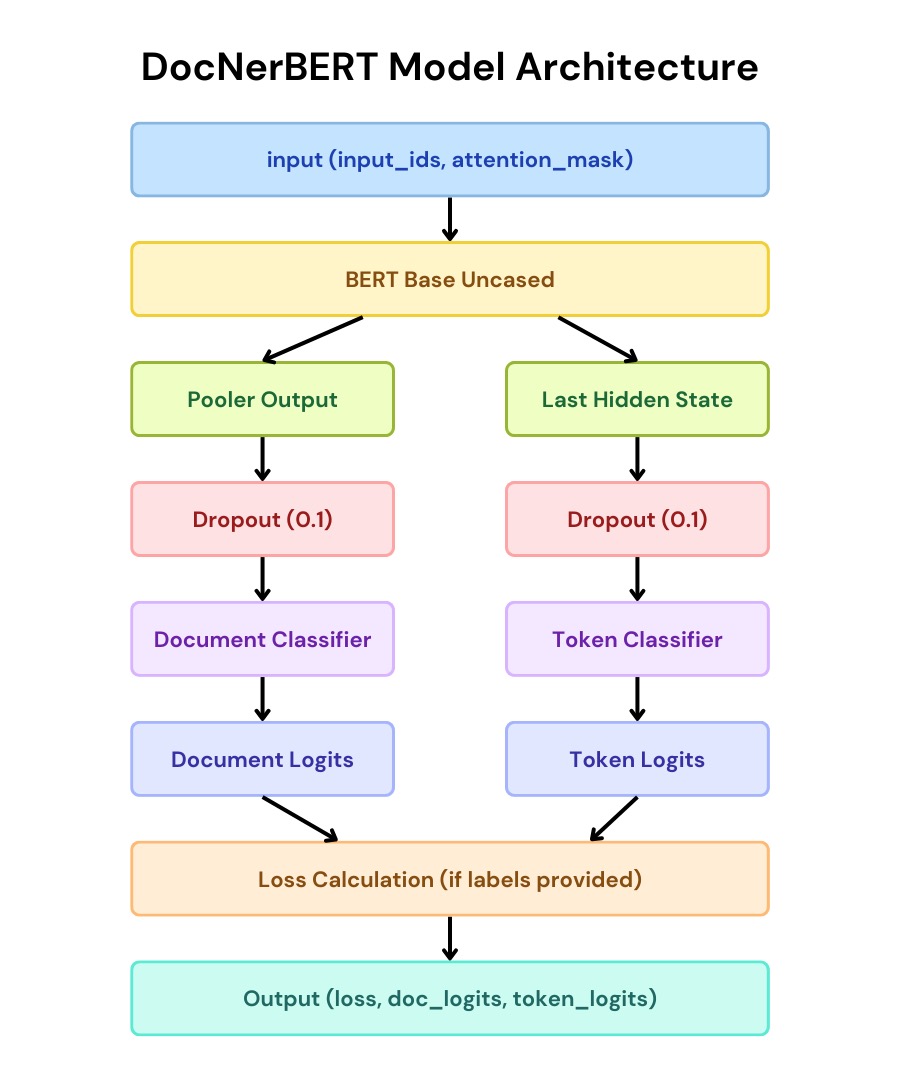 DocNerBERT Model Architecture
input (input_ids, attention_mask)
BERT Base Uncased
Pooler Output
Last Hidden State
Dropout (0.1)
Dropout (0.1)
Document Classifier
Token Classifier
Document Logits
Token Logits
Loss Calculation (if labels provided)
Output (loss, doc_logits, token_logits)